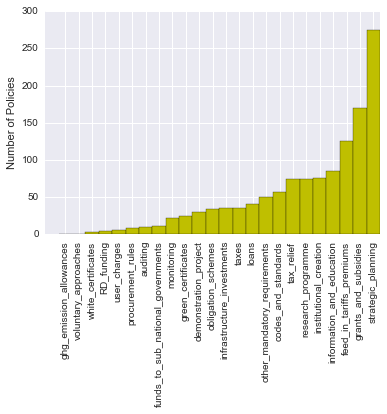 300
250
200
150
100
50
0
Number of Policies
ghg_emission_allowances
voluntary_approaches
white_certificates
RD_funding
user_charges
procurement_rules
auditing
funds_to_sub_national_governments
monitoring
green_certificates
demonstration_project
obligation_schemes
infrastructure_investments
taxes
loans
other_mandatory_requirements
codes_and_standards
tax_relief
research_programme
institutional_creation
information_and_education
feed_in_tariffs_premiums
grants_and_subsidies
strategic_planning